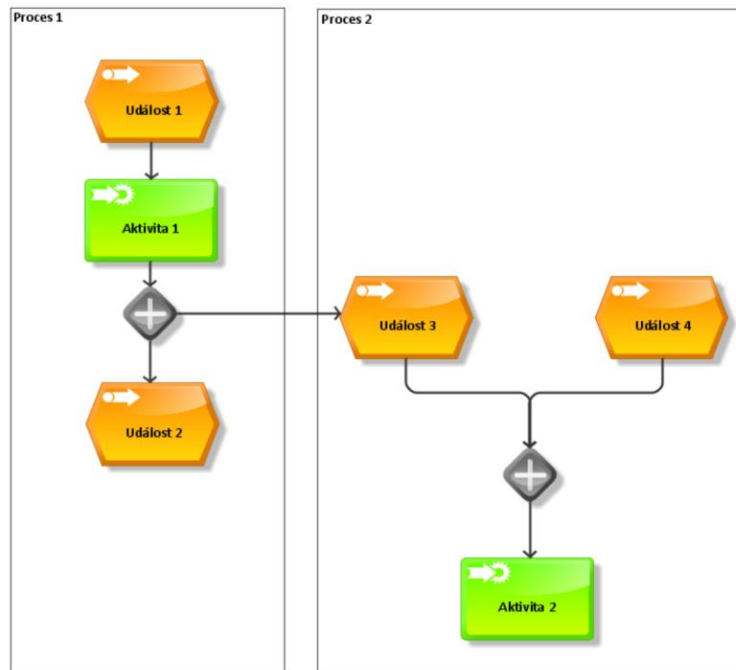 Proces 1
Proces 2
Událost 1
Aktivita 1
Událost 3
Událost 4
Událost 2
Aktivita 2